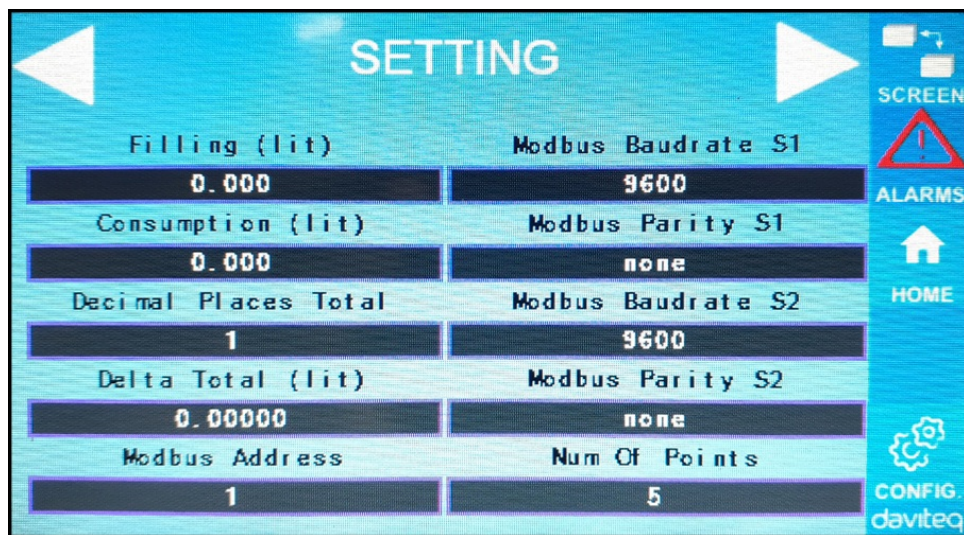 SETTING
SCREEN
Filling (lit)
Modbus Baudrate S1
0.000
9600
ALARMS
Consumption (lit)
Modbus Parity S1
0.000
none
HOME
Decimal Places Total
Modbus Baudrate S2
1
9600
Delta Total (lit)
Modbus Parity S2
0.00000
none
Modbus Address
Num Of Points
1
5
CONFIG.
daviteq